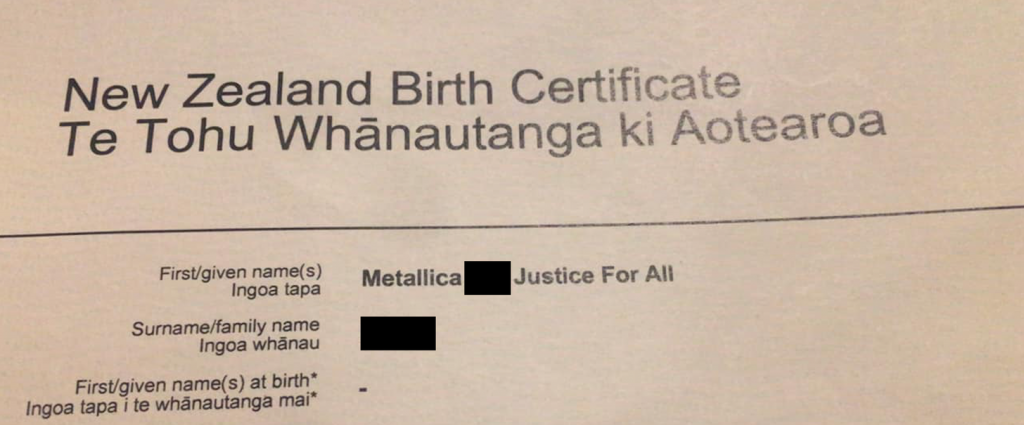 New Zealand Birth Certificate
Te Tohu Whānautanga ki Aotearoa
First/given name(s)
Ingoa tapa
Metallica Justice For All
Surname/family name
Ingoa whānau
First/given name(s) at birth*
Ingoa tapa i te whānautanga mai*
-